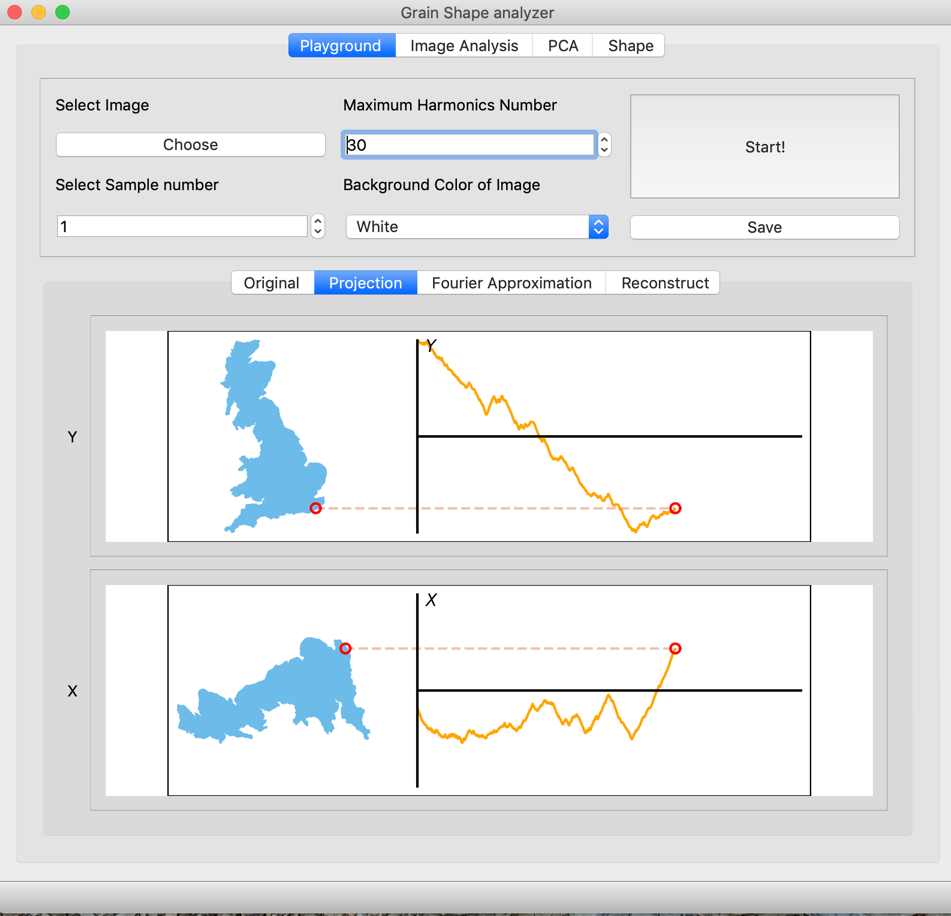 Grain Shape analyzer
Playground Image Analysis PCA Shape
Select Image
Maximum Harmonics Number
Choose
30
Start!
Select Sample number
Background Color of Image
1
White
Save
Original Projection Fourier Approximation Reconstruct
Y
Y
X
X